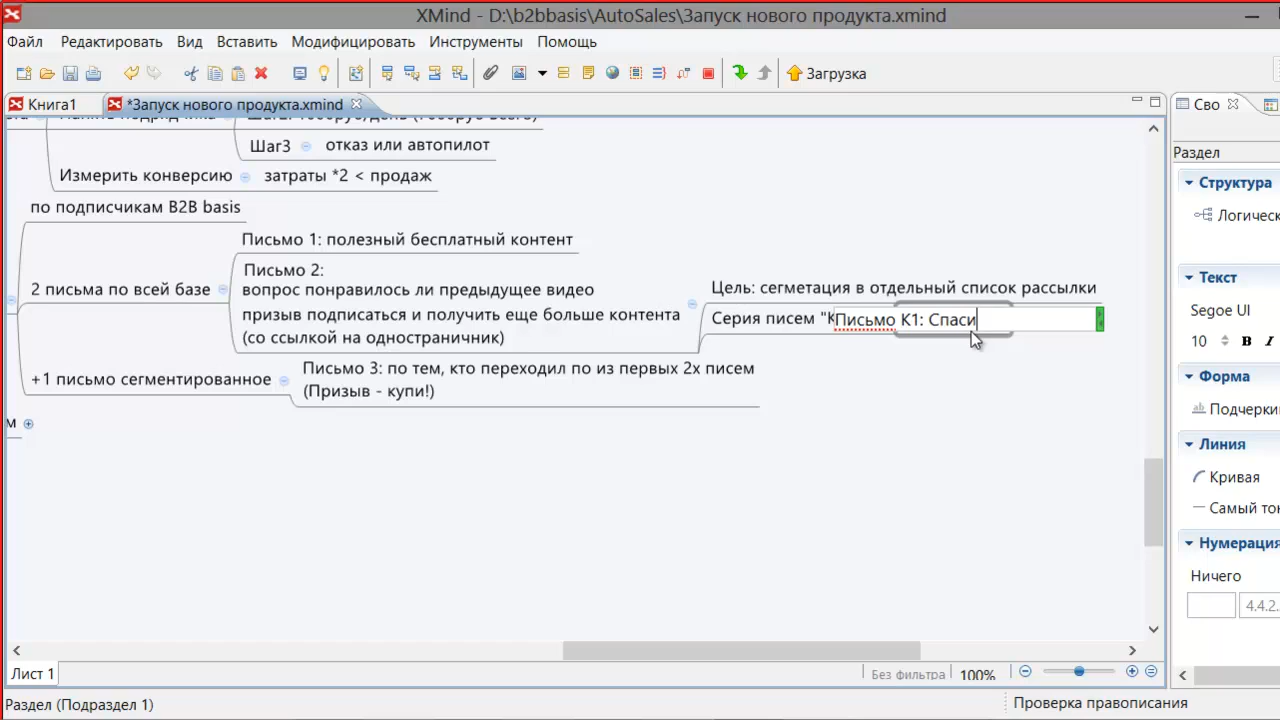 XMind - D:\b2bbasis\AutoSales\Запуск нового продукта.xmind
Файл Редактировать Вид Вставить Модифицировать Инструменты Помощь
Загрузка
Книга1 *Запуск нового продукта.xmind Сво
Раздел
Шаг3 отказ или автопилот
Измерить конверсию затраты *2 < продаж
Структура
по подписчикам B2B basis
Логическ
Письмо 1: полезный бесплатный контент
Письмо 2:
Текст
2 письма по всей базе вопрос понравилось ли предыдущее видео Цель: сегметация в отдельный список рассылки
призыв подписаться и получить еще больше контента Серия писем "К Письмо К1: Спаси
Segoe UI
(со ссылкой на одностраничник)
10 B I
+1 письмо сегментированное Письмо 3: по тем, кто переходил по из первых 2х писем
(Призыв - купи!)
Форма
Подчерки
м
Линия
Кривая
Самый тон
Нумерация
Ничего
4.4.2.
Лист 1 Без фильтра 100%
Раздел (Подраздел 1) Проверка правописания